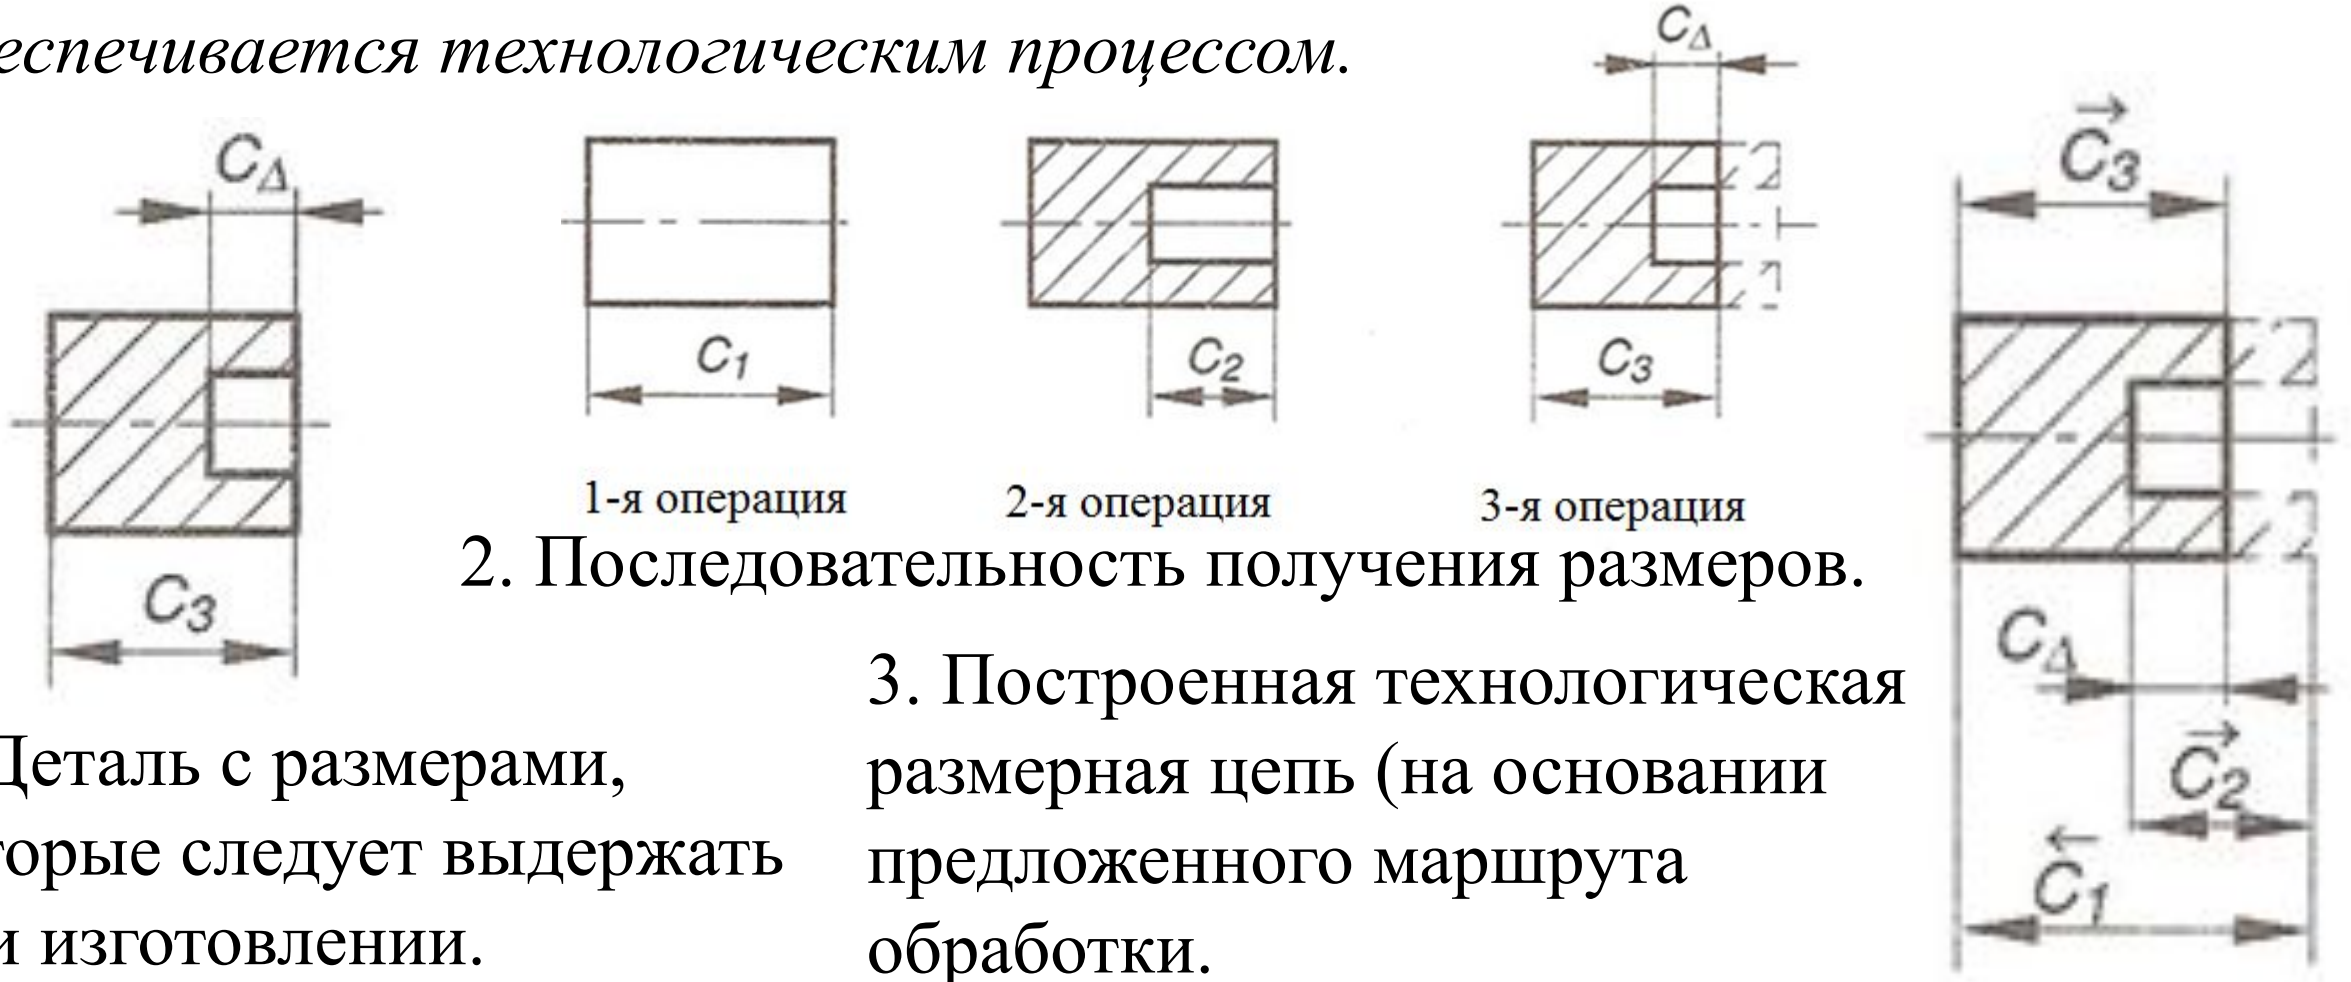 еспечивается технологическим процессом.
C∆
C3
C1
1-я операция
C2
2-я операция
C∆
C3
3-я операция
2. Последовательность получения размеров.
Деталь с размерами,
торые следует выдержать
и изготовлении.
3. Построенная технологическая
размерная цепь (на основании
предложенного маршрута
обработки.
C⃗3
C∆
C⃗2
C⃖1